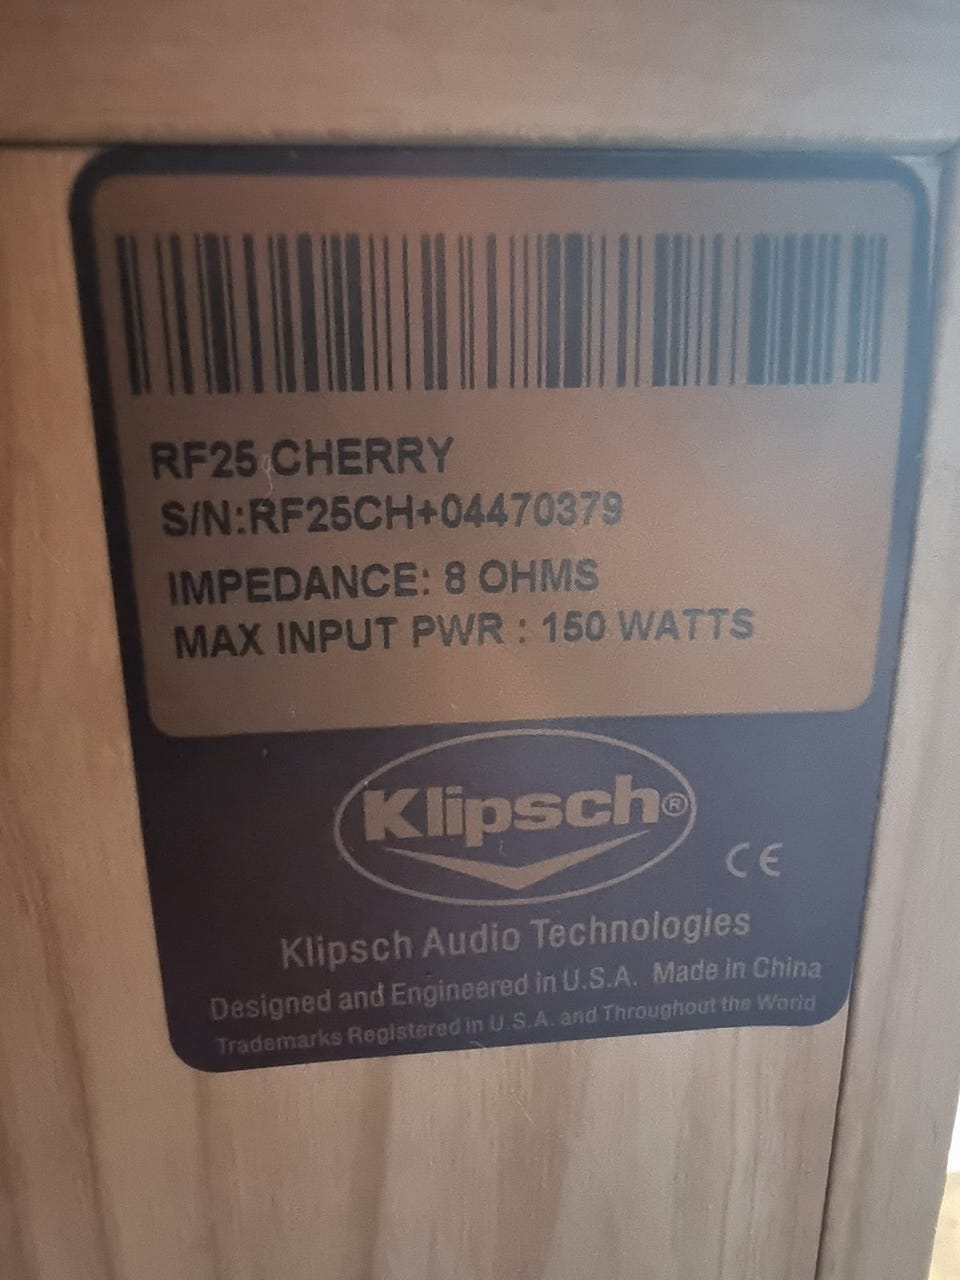 RF25 CHERRY
S/N:RF25CH+04470379
IMPEDANCE: 8 OHMS
MAX INPUT PWR : 150 WATTS
Klipsch®
CE
Klipsch Audio Technologies
Designed and Engineered in U.S.A. Made in China
Trademarks Registered in U.S.A. and Throughout the World